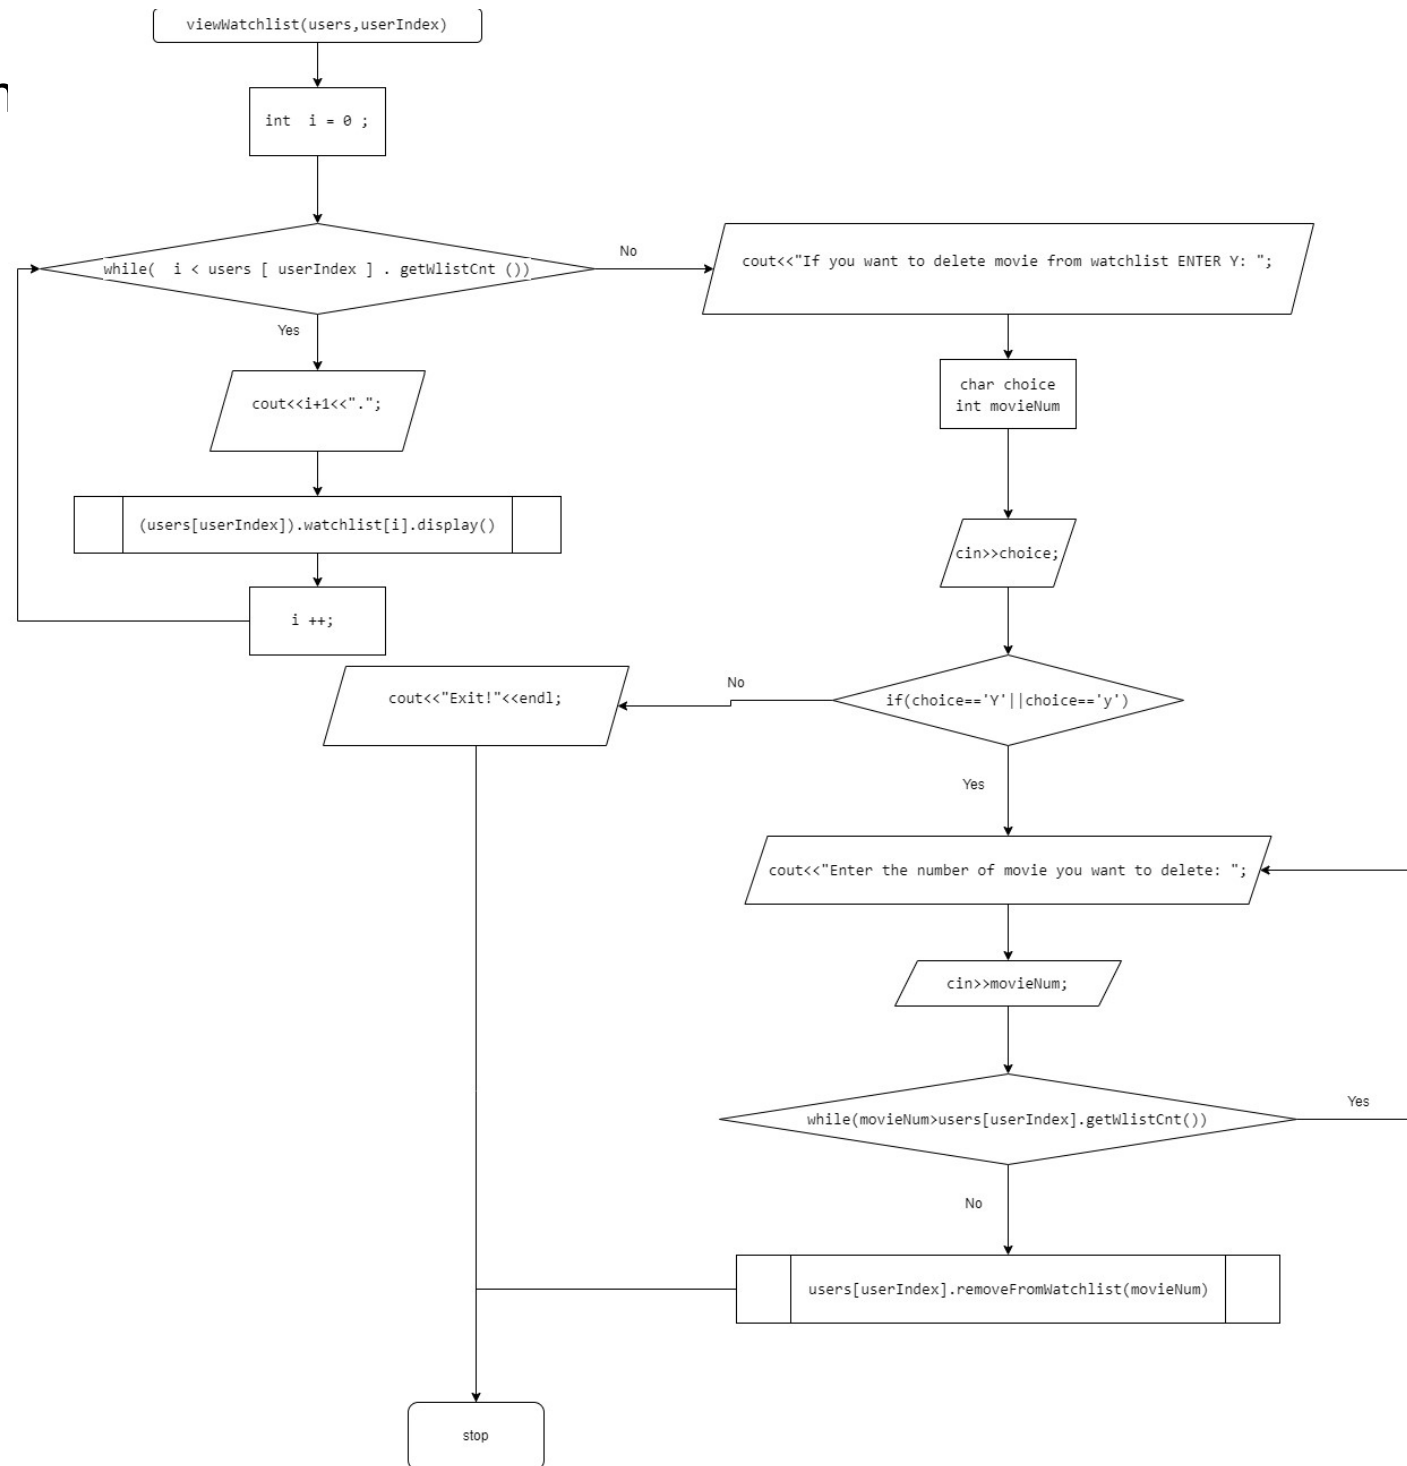 viewWatchlist(users,userIndex)
int i = 0 ;
while( i < users [ userIndex ] . getWlistCnt ())
No
cout<<"If you want to delete movie from watchlist ENTER Y: ";
Yes
cout<<i+1<<".";
(users[userIndex]).watchlist[i].display()
i ++;
char choice
int movieNum
cin>>choice;
if(choice=='Y'||choice=='y')
No
cout<<"Exit!"<<endl;
Yes
cout<<"Enter the number of movie you want to delete: ";
cin>>movieNum;
while(movieNum>users[userIndex].getWlistCnt())
Yes
No
users[userIndex].removeFromWatchlist(movieNum)
stop